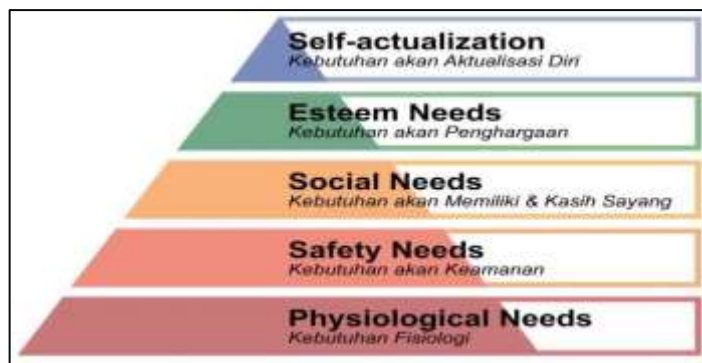 Self-actualization
Kebutuhan akan Aktualisasi Diri
Esteem Needs
Kebutuhan akan Penghargaan
Social Needs
Kebutuhan akan Memiliki & Kasih Sayang
Safety Needs
Kebutuhan akan Keamanan
Physiological Needs
Kebutuhan Fisiologi